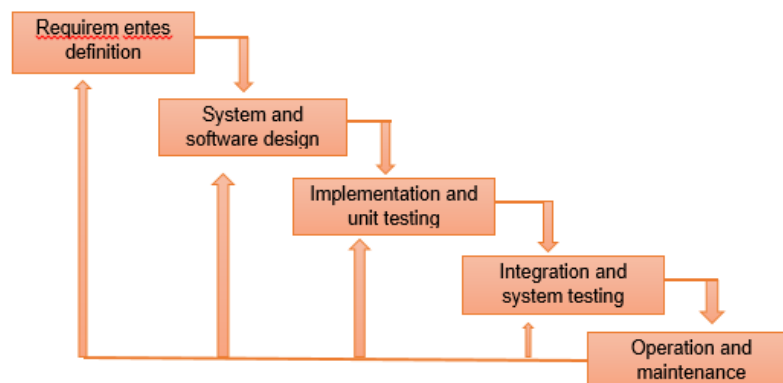 Requirem entes
definition
System and
software design
Implementation and
unit testing
Integration and
system testing
Operation and
maintenance